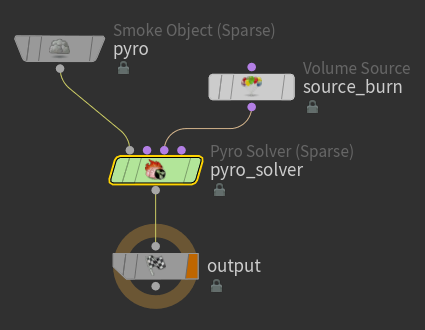 Smoke Object (Sparse)
pyro
Volume Source
source_burn
Pyro Solver (Sparse)
pyro_solver
output